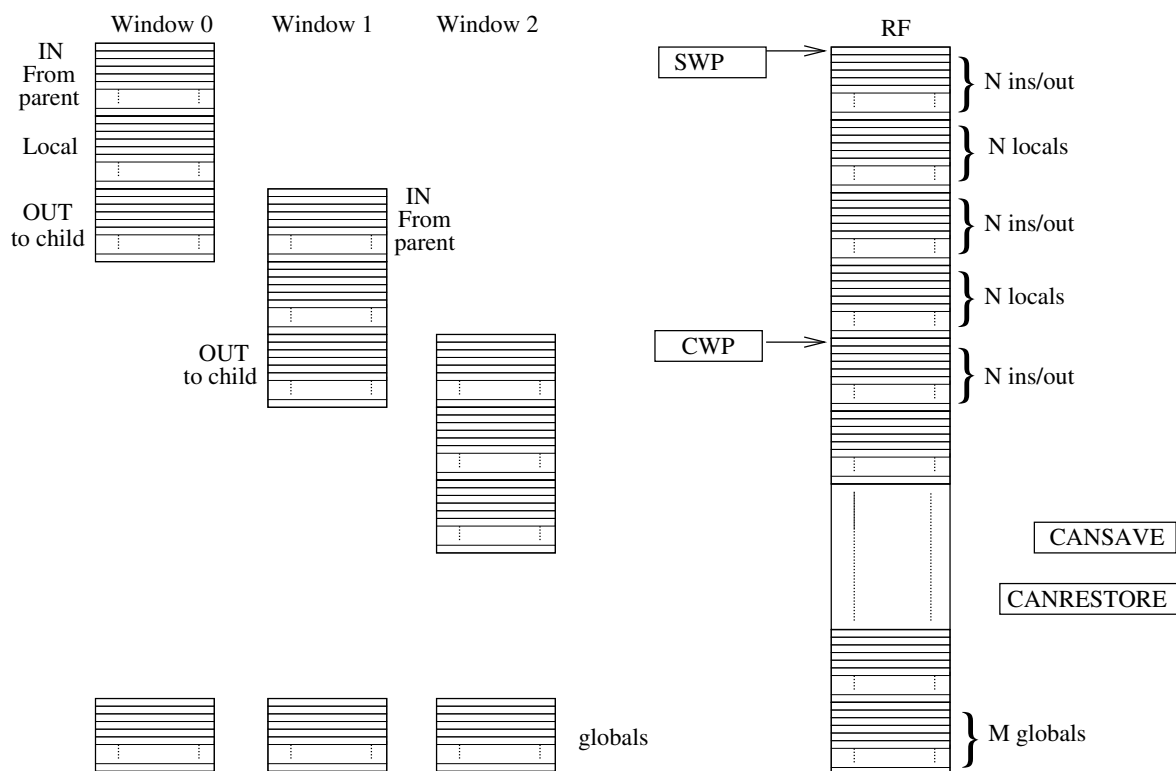 Window 0
Window 1
Window 2
RF
IN
From
parent
Local
OUT
to child
IN
From
parent
OUT
to child
SWP
N ins/out
N locals
N ins/out
N locals
CWP
N ins/out
CANSAVE
CANRESTORE
globals
M globals